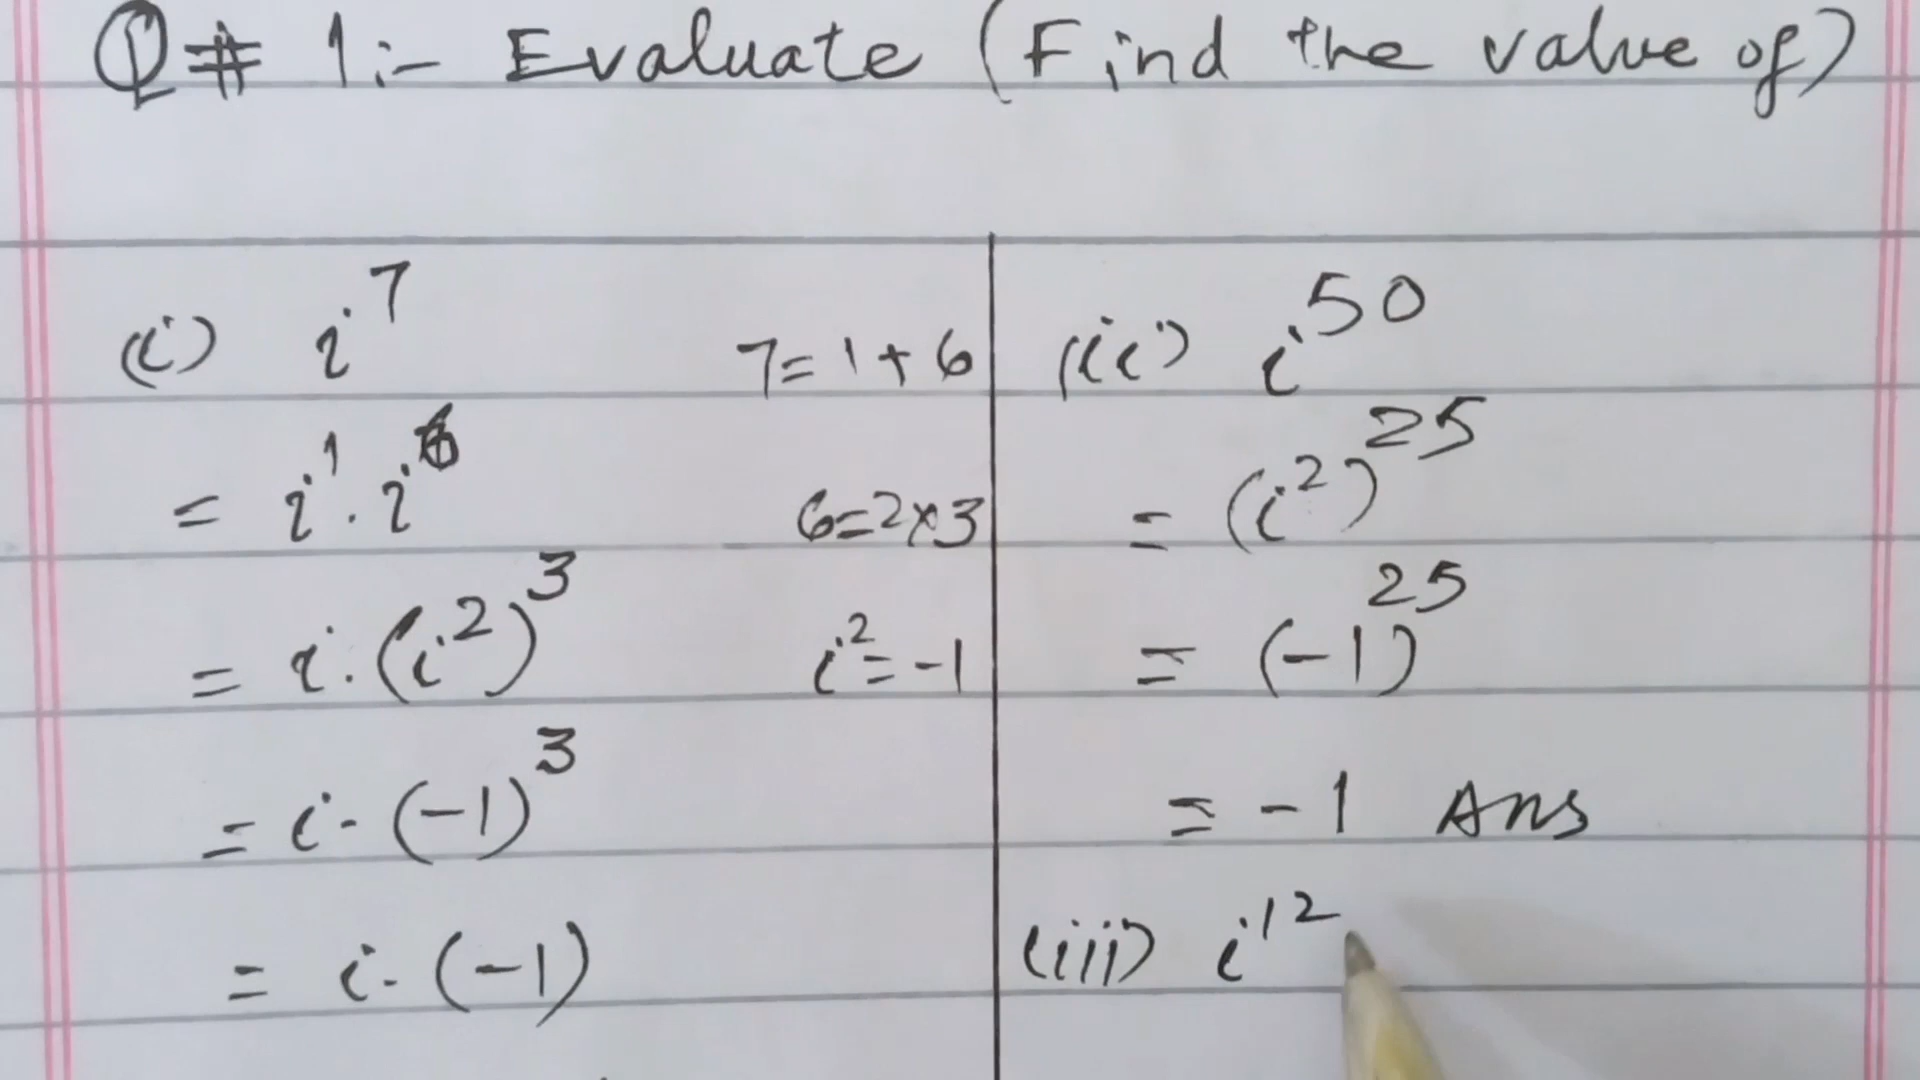 Q# 1:- Evaluate (Find the value of)
(i) i^7 7=1+6
= i^1 . i^6 6=2×3
= i.(i^2)^3 i^2=-1
= i.(-1)^3
= i.(-1)
(ii) i^50
= (i^2)^25
= (-1)^25
= -1 Ans
(iii) i^12